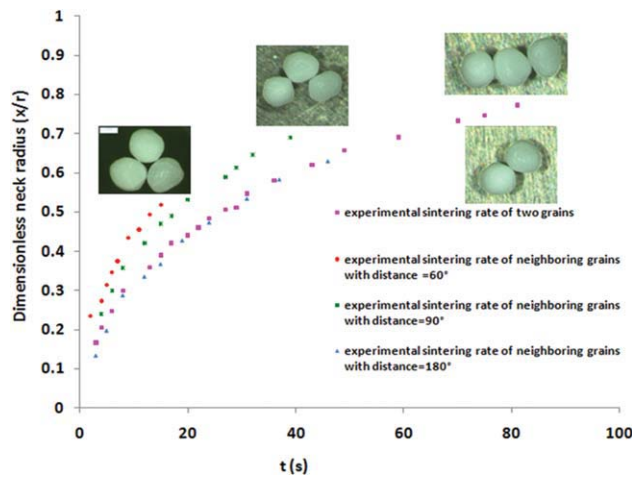 Dimensionless neck radius (x/r)
1
0.9
0.8
0.7
0.6
0.5
0.4
0.3
0.2
0.1
0
0
20
40
60
80
100
t (s)
experimental sintering rate of two grains
experimental sintering rate of neighboring grains
with distance =60°
experimental sintering rate of neighboring grains
with distance=90°
experimental sintering rate of neighboring grains
with distance=180°